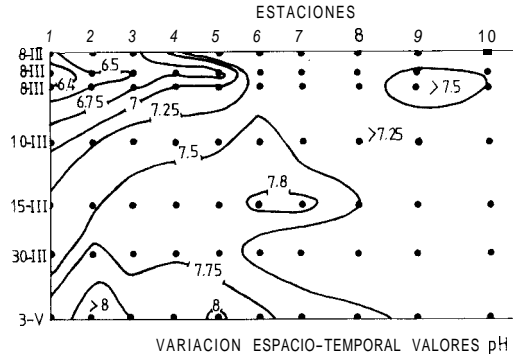 ESTACIONES
1 2 3 4 5 6 7 8 9 10
8-III
8-III
8-III
10-III
15-III
30-III
3-V
6.4
6.5
6.75
7
7.25
7.5
>7.5
>7.25
7.8
7.75
>8
8
VARIACION ESPACIO-TEMPORAL VALORES pH